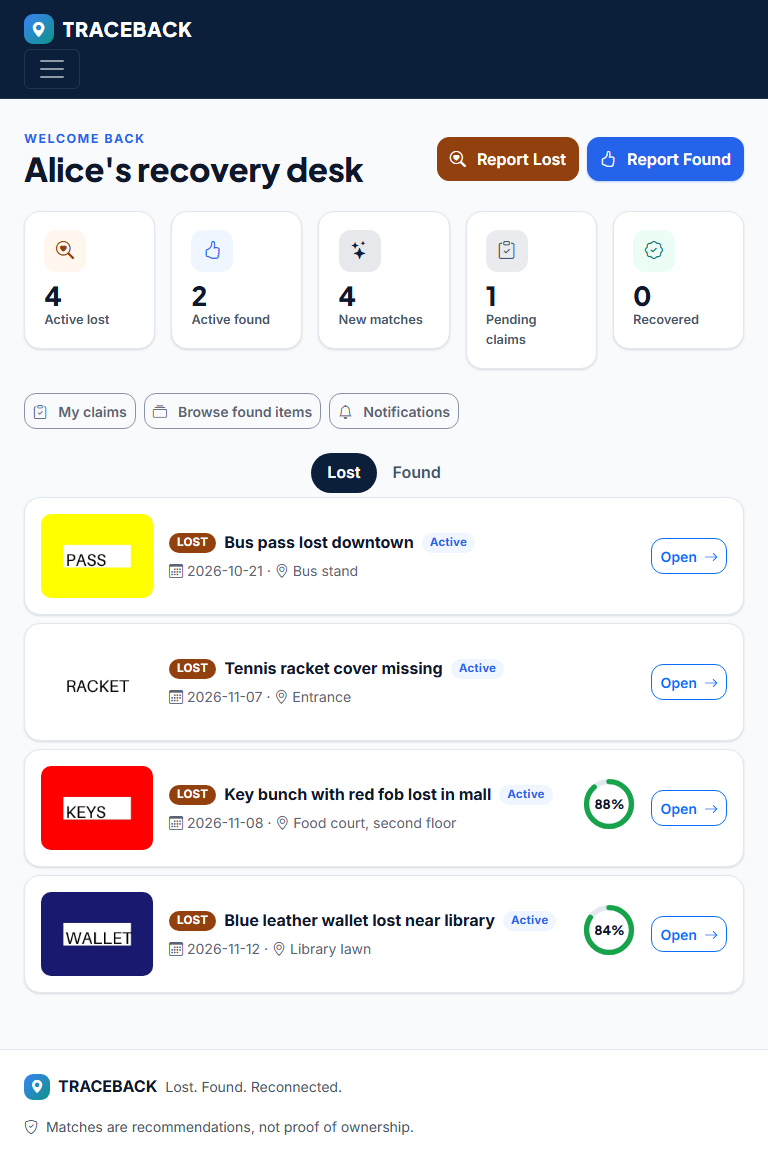 TRACEBACK
WELCOME BACK
Alice's recovery desk
Report Lost
Report Found
4
Active lost
2
Active found
4
New matches
1
Pending
claims
0
Recovered
My claims
Browse found items
Notifications
Lost
Found
PASS
LOST Bus pass lost downtown Active
2026-10-21 · Bus stand
Open
RACKET
LOST Tennis racket cover missing Active
2026-11-07 · Entrance
Open
KEYS
LOST Key bunch with red fob lost in mall Active
2026-11-08 · Food court, second floor
88%
Open
WALLET
LOST Blue leather wallet lost near library Active
2026-11-12 · Library lawn
84%
Open
TRACEBACK Lost. Found. Reconnected.
Matches are recommendations, not proof of ownership.